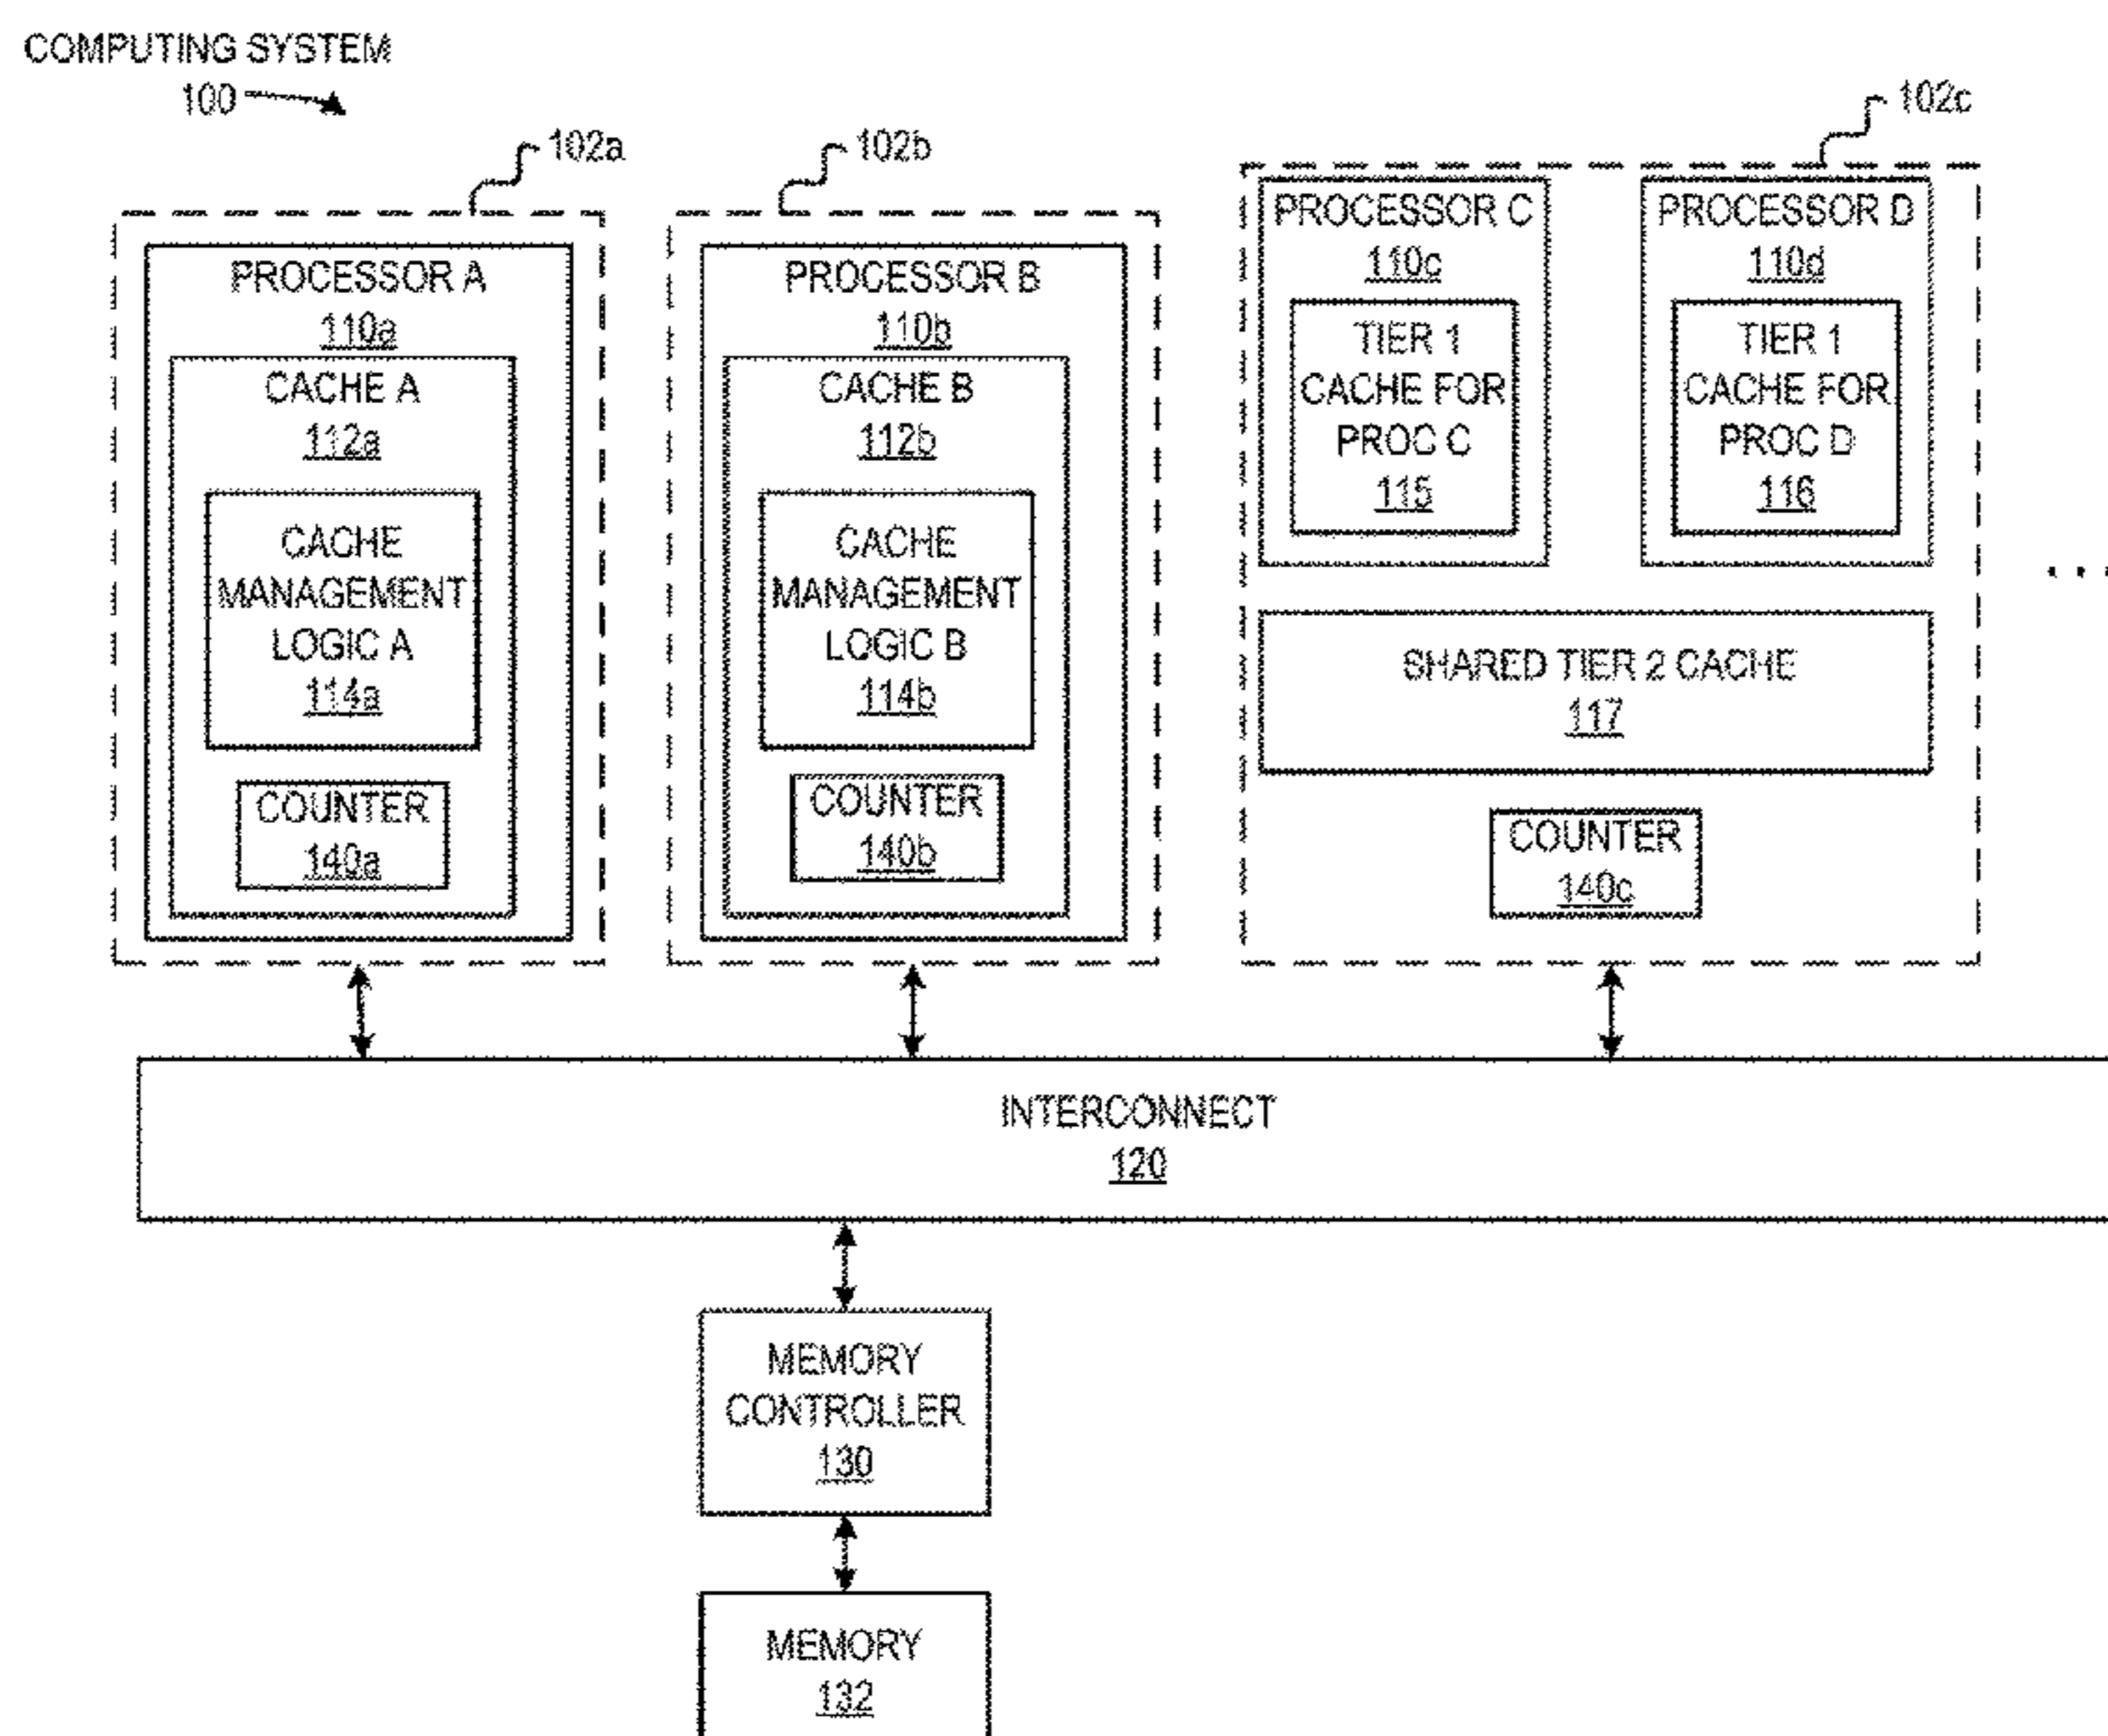 COMPUTING SYSTEM
100
102a
102b
102c
PROCESSOR A
110a
CACHE A
112a
CACHE
MANAGEMENT
LOGIC A
114a
COUNTER
140a
PROCESSOR B
110b
CACHE B
112b
CACHE
MANAGEMENT
LOGIC B
114b
COUNTER
140b
PROCESSOR C
110c
TIER 1
CACHE FOR
PROC C
115
PROCESSOR D
110d
TIER 1
CACHE FOR
PROC D
116
SHARED TIER 2 CACHE
117
COUNTER
140c
...
INTERCONNECT
120
MEMORY
CONTROLLER
130
MEMORY
132